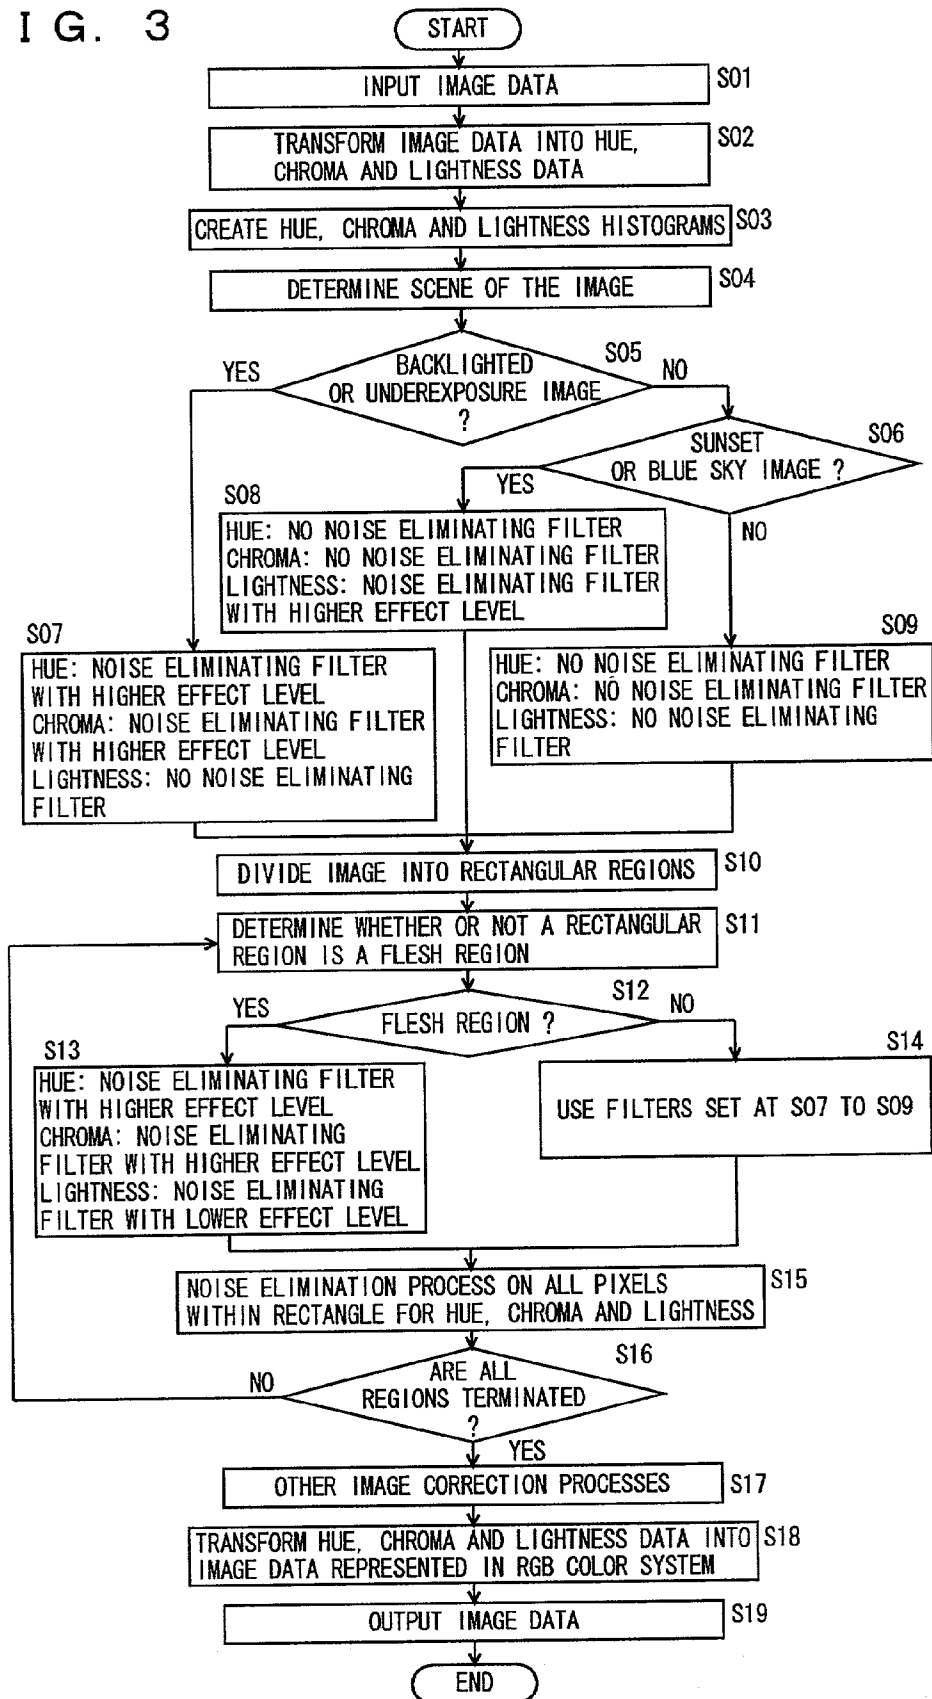 I G. 3
START
INPUT IMAGE DATA
S01
TRANSFORM IMAGE DATA INTO HUE,
CHROMA AND LIGHTNESS DATA
S02
CREATE HUE, CHROMA AND LIGHTNESS HISTOGRAMS
S03
DETERMINE SCENE OF THE IMAGE
S04
BACKLIGHTED
OR UNDEREXPOSURE IMAGE
?
S05
YES
NO
SUNSET
OR BLUE SKY IMAGE ?
S06
YES
NO
S08
HUE: NO NOISE ELIMINATING FILTER
CHROMA: NO NOISE ELIMINATING FILTER
LIGHTNESS: NOISE ELIMINATING FILTER
WITH HIGHER EFFECT LEVEL
S07
HUE: NOISE ELIMINATING FILTER
WITH HIGHER EFFECT LEVEL
CHROMA: NOISE ELIMINATING FILTER
WITH HIGHER EFFECT LEVEL
LIGHTNESS: NO NOISE ELIMINATING
FILTER
S09
HUE: NO NOISE ELIMINATING FILTER
CHROMA: NO NOISE ELIMINATING FILTER
LIGHTNESS: NO NOISE ELIMINATING
FILTER
DIVIDE IMAGE INTO RECTANGULAR REGIONS
S10
DETERMINE WHETHER OR NOT A RECTANGULAR
REGION IS A FLESH REGION
S11
FLESH REGION ?
S12
YES
NO
S13
HUE: NOISE ELIMINATING FILTER
WITH HIGHER EFFECT LEVEL
CHROMA: NOISE ELIMINATING
FILTER WITH HIGHER EFFECT LEVEL
LIGHTNESS: NOISE ELIMINATING
FILTER WITH LOWER EFFECT LEVEL
S14
USE FILTERS SET AT S07 TO S09
NOISE ELIMINATION PROCESS ON ALL PIXELS
WITHIN RECTANGLE FOR HUE, CHROMA AND LIGHTNESS
S15
ARE ALL
REGIONS TERMINATED
?
S16
NO
YES
OTHER IMAGE CORRECTION PROCESSES
S17
TRANSFORM HUE, CHROMA AND LIGHTNESS DATA INTO
IMAGE DATA REPRESENTED IN RGB COLOR SYSTEM
S18
OUTPUT IMAGE DATA
S19
END